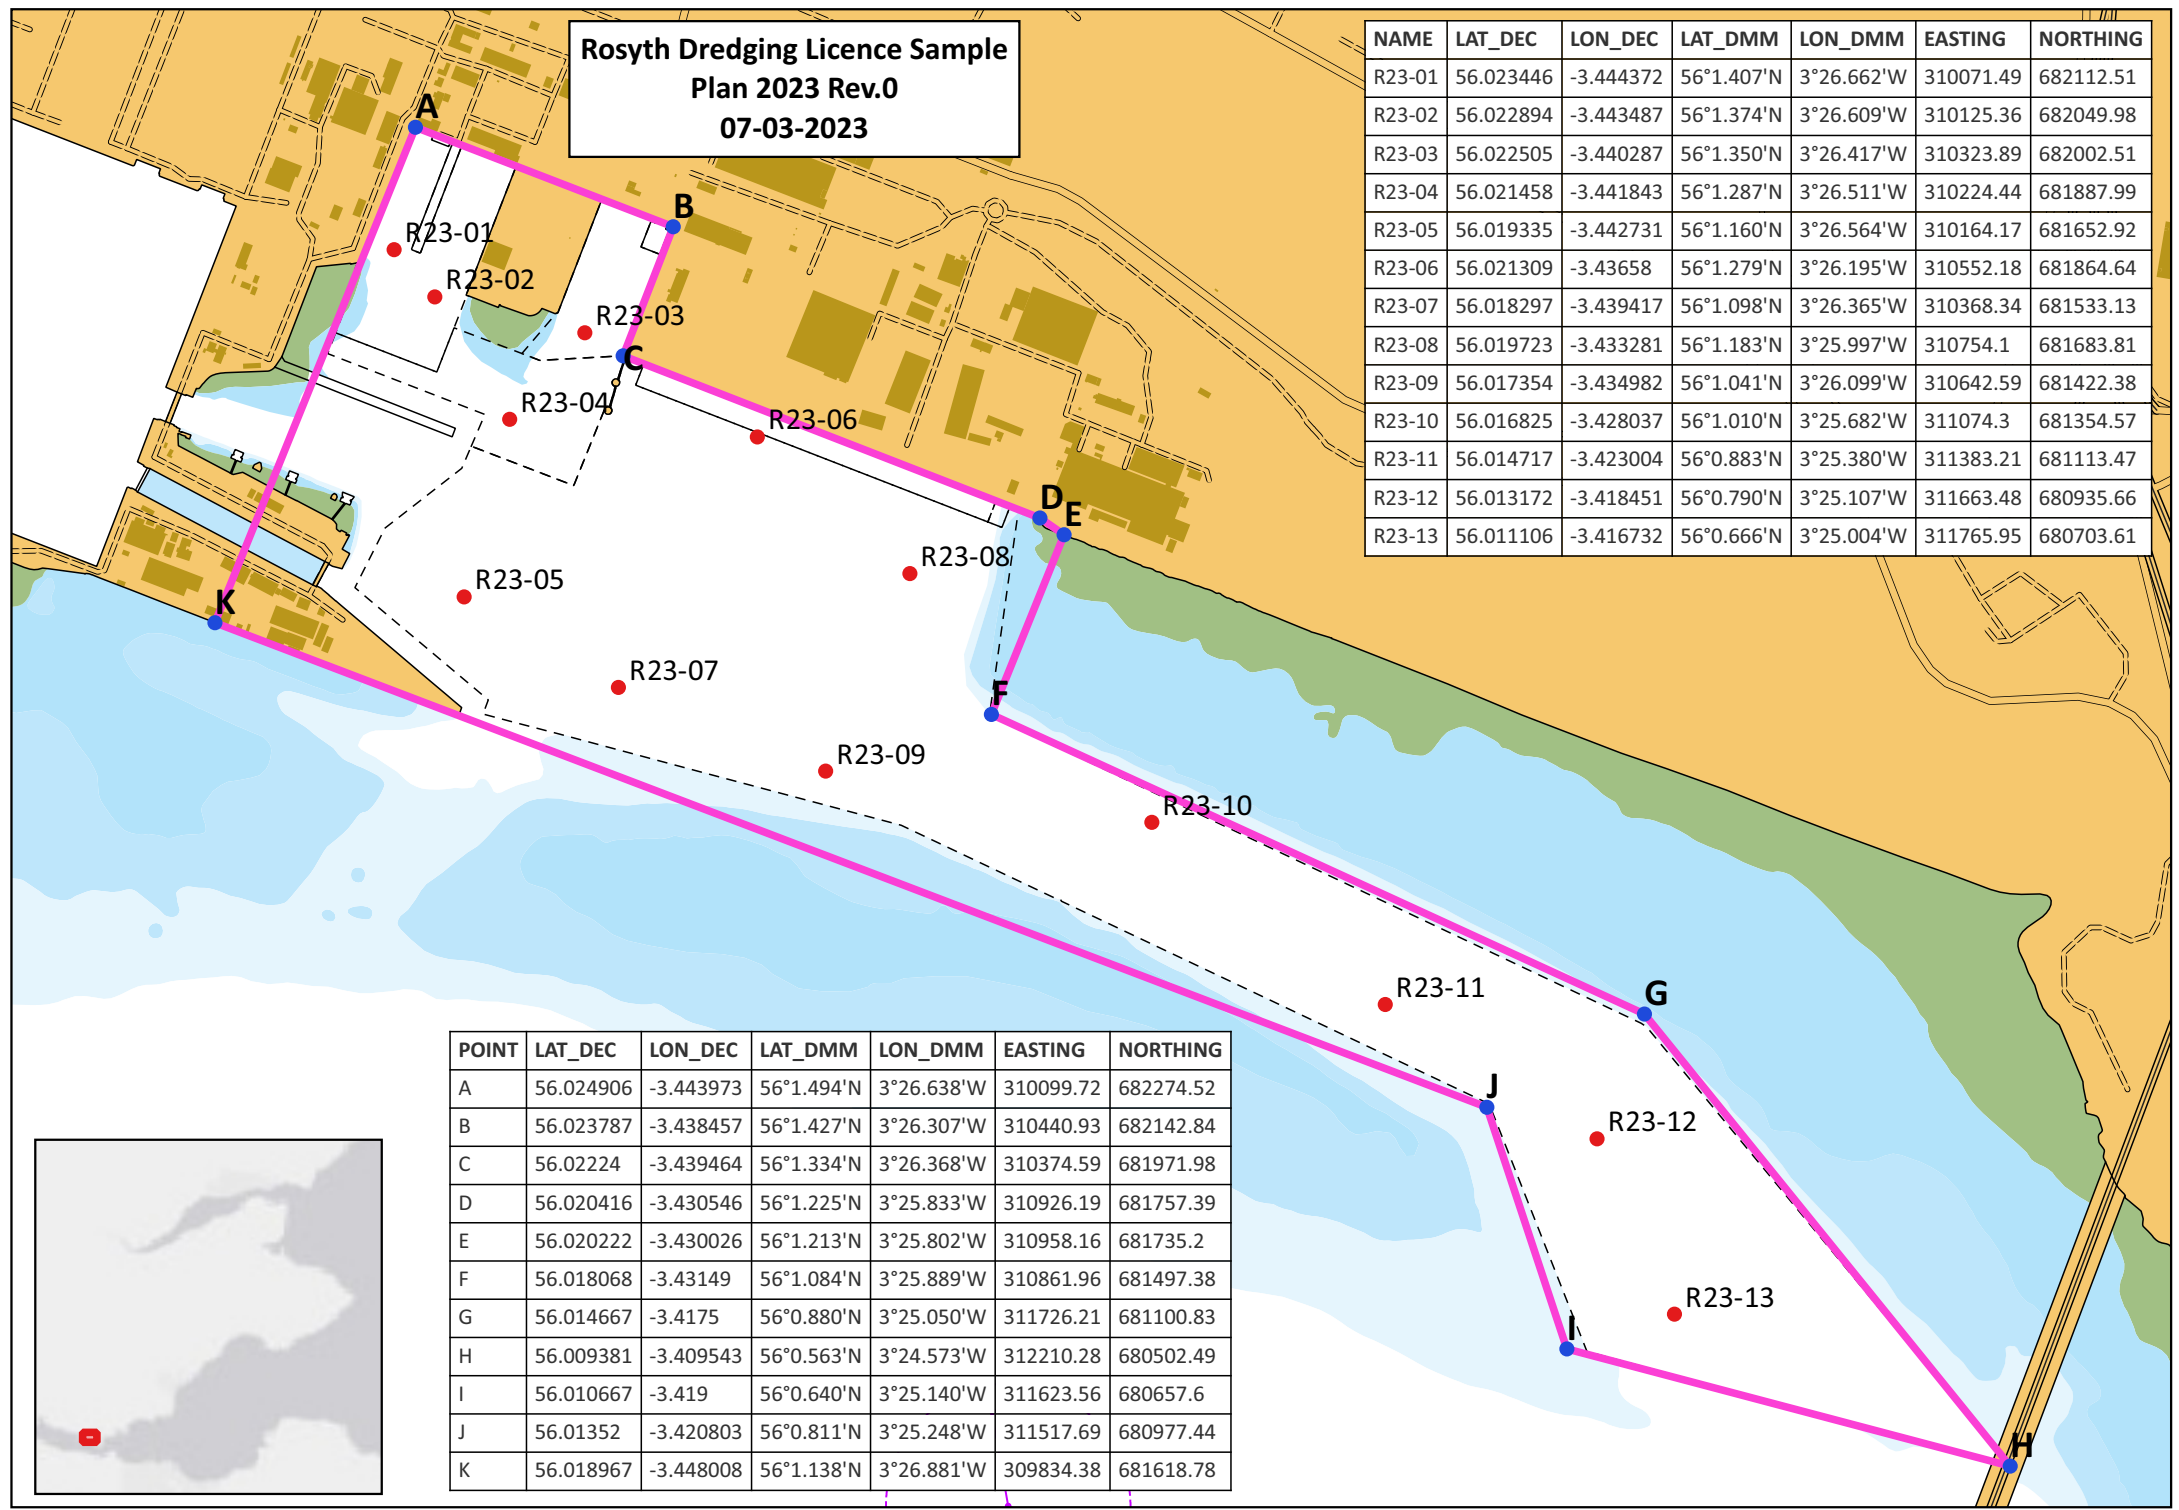 Rosyth Dredging Licence Sample
Plan 2023 Rev.0
07-03-2023
NAME LAT_DEC LON_DEC LAT_DMM LON_DMM EASTING NORTHING
R23-01 56.023446 -3.444372 56°1.407'N 3°26.662'W 310071.49 682112.51
R23-02 56.022894 -3.443487 56°1.374'N 3°26.609'W 310125.36 682049.98
R23-03 56.022505 -3.440287 56°1.350'N 3°26.417'W 310323.89 682002.51
R23-04 56.021458 -3.441843 56°1.287'N 3°26.511'W 310224.44 681887.99
R23-05 56.019335 -3.442731 56°1.160'N 3°26.564'W 310164.17 681652.92
R23-06 56.021309 -3.43658 56°1.279'N 3°26.195'W 310552.18 681864.64
R23-07 56.018297 -3.439417 56°1.098'N 3°26.365'W 310368.34 681533.13
R23-08 56.019723 -3.433281 56°1.183'N 3°25.997'W 310754.1 681683.81
R23-09 56.017354 -3.434982 56°1.041'N 3°26.099'W 310642.59 681422.38
R23-10 56.016825 -3.428037 56°1.010'N 3°25.682'W 311074.3 681354.57
R23-11 56.014717 -3.423004 56°0.883'N 3°25.380'W 311383.21 681113.47
R23-12 56.013172 -3.418451 56°0.790'N 3°25.107'W 311663.48 680935.66
R23-13 56.011106 -3.416732 56°0.666'N 3°25.004'W 311765.95 680703.61
A
B
R23-01
R23-02
R23-03
C
R23-04
R23-06
D
E
R23-08
R23-05
K
R23-07
F
R23-09
R23-10
R23-11
G
J
R23-12
R23-13
I
H
POINT LAT_DEC LON_DEC LAT_DMM LON_DMM EASTING NORTHING
A 56.024906 -3.443973 56°1.494'N 3°26.638'W 310099.72 682274.52
B 56.023787 -3.438457 56°1.427'N 3°26.307'W 310440.93 682142.84
C 56.02224 -3.439464 56°1.334'N 3°26.368'W 310374.59 681971.98
D 56.020416 -3.430546 56°1.225'N 3°25.833'W 310926.19 681757.39
E 56.020222 -3.430026 56°1.213'N 3°25.802'W 310958.16 681735.2
F 56.018068 -3.43149 56°1.084'N 3°25.889'W 310861.96 681497.38
G 56.014667 -3.4175 56°0.880'N 3°25.050'W 311726.21 681100.83
H 56.009381 -3.409543 56°0.563'N 3°24.573'W 312210.28 680502.49
I 56.010667 -3.419 56°0.640'N 3°25.140'W 311623.56 680657.6
J 56.01352 -3.420803 56°0.811'N 3°25.248'W 311517.69 680977.44
K 56.018967 -3.448008 56°1.138'N 3°26.881'W 309834.38 681618.78